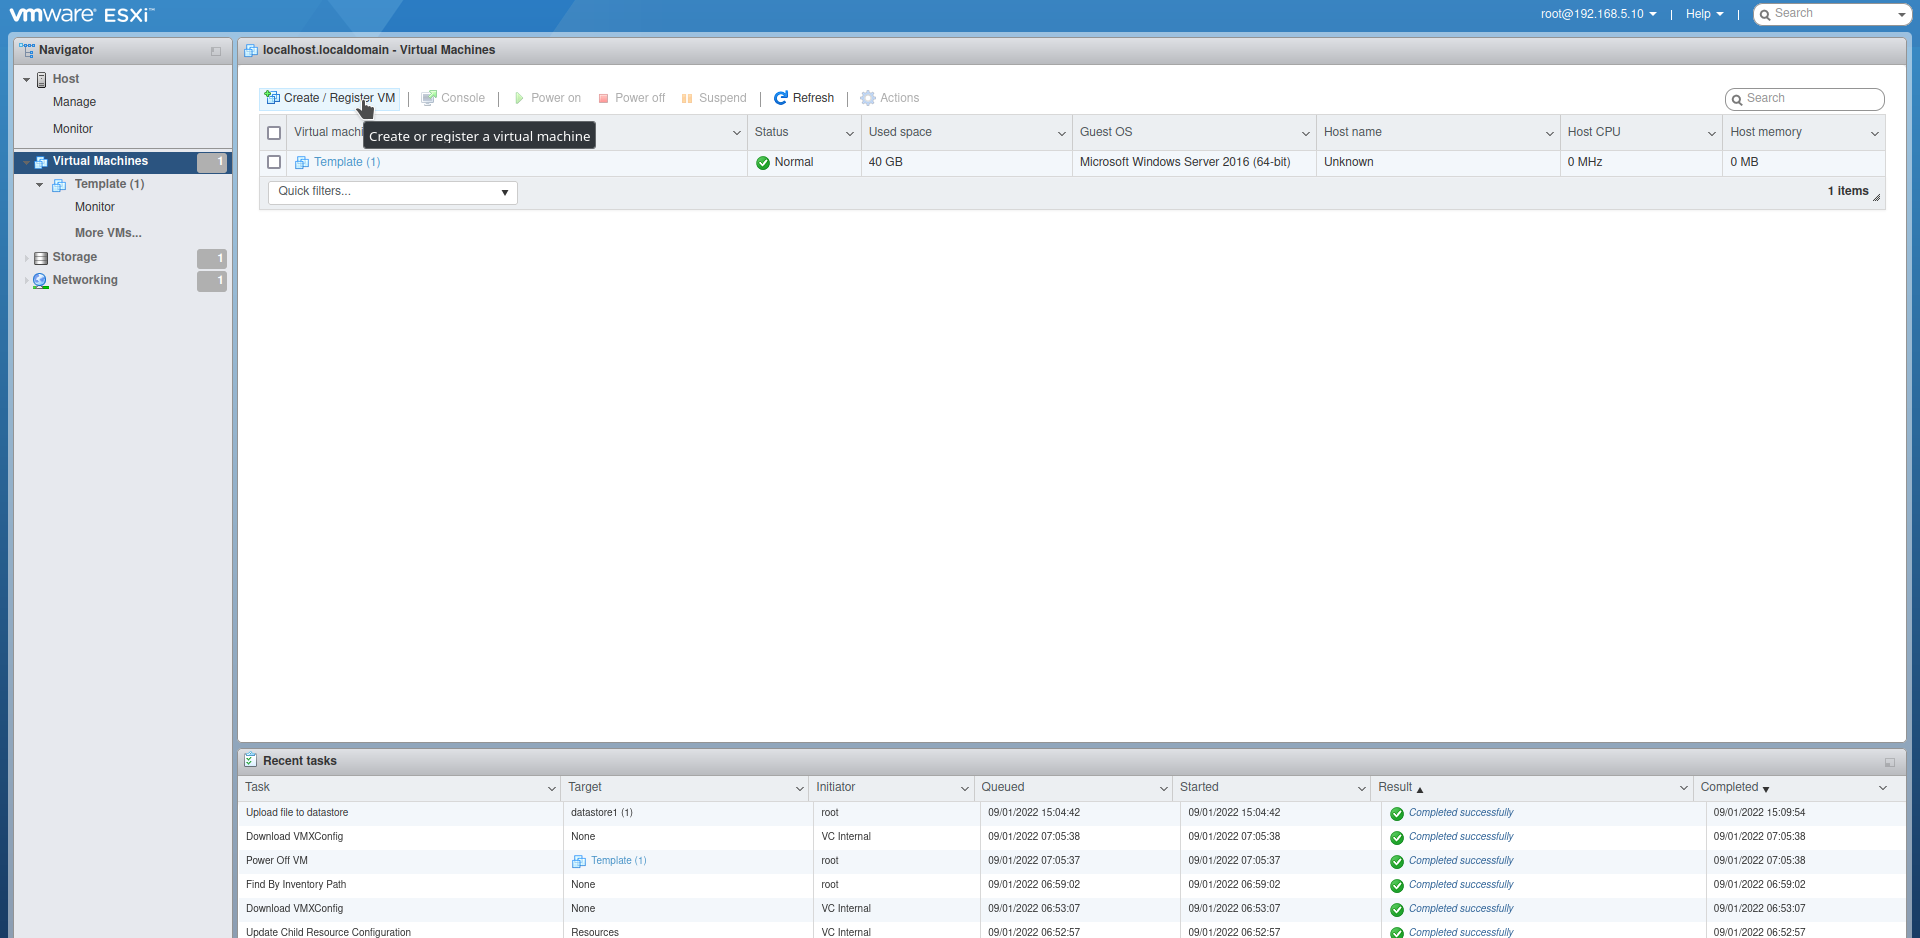 vmware ESXi™
root@192.168.5.10 | Help | Search
Navigator
Host
Manage
Monitor
Virtual Machines 1
Template (1)
Monitor
More VMs...
Storage 1
Networking 1
localhost.localdomain - Virtual Machines
Create / Register VM | Console | Power on Power off Suspend | Refresh | Actions Search
Create or register a virtual machine
Virtual machi Status Used space Guest OS Host name Host CPU Host memory
Template (1) Normal 40 GB Microsoft Windows Server 2016 (64-bit) Unknown 0 MHz 0 MB
Quick filters... 1 items
Recent tasks
Task Target Initiator Queued Started Result Completed
Upload file to datastore datastore1 (1) root 09/01/2022 15:04:42 09/01/2022 15:04:42 Completed successfully 09/01/2022 15:09:54
Download VMXConfig None VC Internal 09/01/2022 07:05:38 09/01/2022 07:05:38 Completed successfully 09/01/2022 07:05:38
Power Off VM Template (1) root 09/01/2022 07:05:37 09/01/2022 07:05:37 Completed successfully 09/01/2022 07:05:38
Find By Inventory Path None root 09/01/2022 06:59:02 09/01/2022 06:59:02 Completed successfully 09/01/2022 06:59:02
Download VMXConfig None VC Internal 09/01/2022 06:53:07 09/01/2022 06:53:07 Completed successfully 09/01/2022 06:53:07
Update Child Resource Configuration Resources VC Internal 09/01/2022 06:52:57 09/01/2022 06:52:57 Completed successfully 09/01/2022 06:52:57